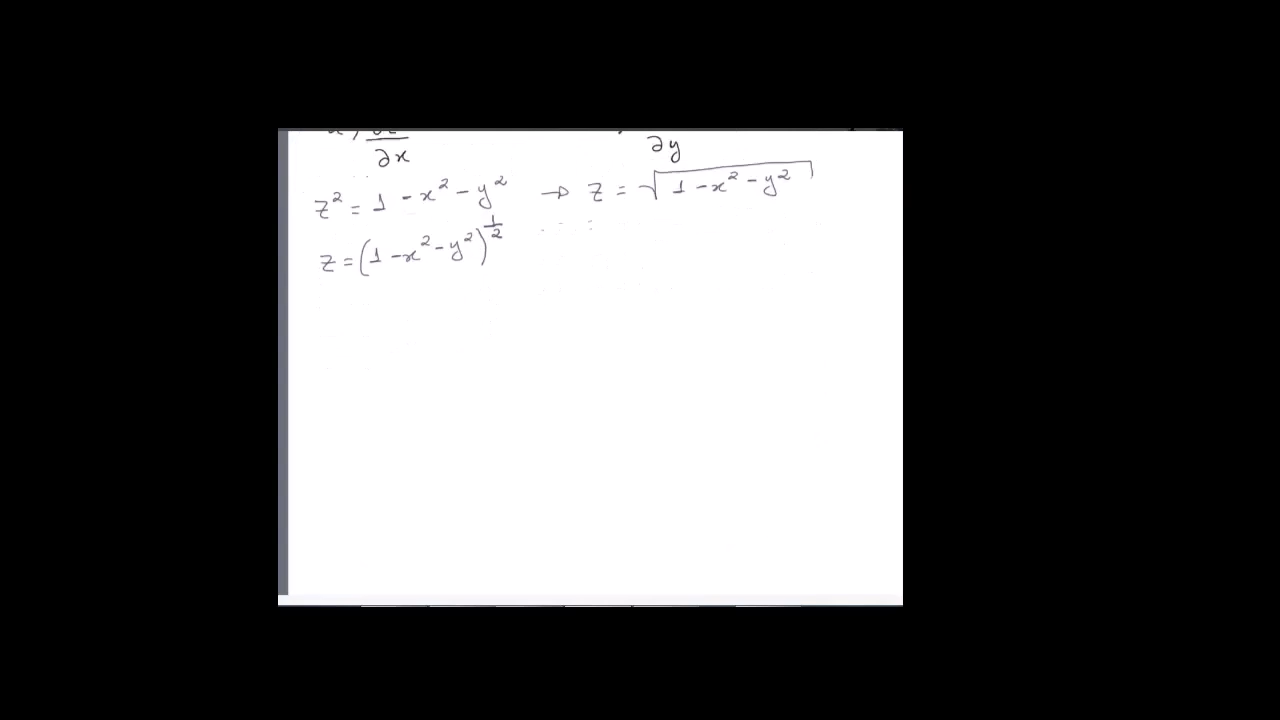 ∂x ∂y
z² = 1 - x² - y² → z = √(1 - x² - y²)
z = (1 - x² - y²)^(1/2)